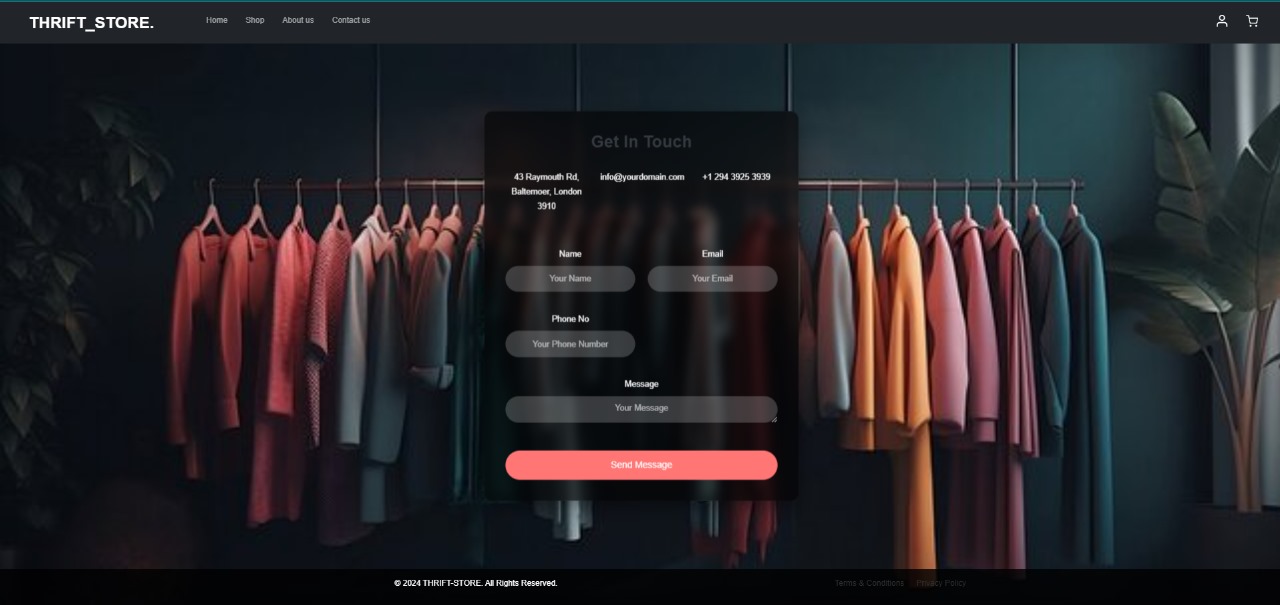 THRIFT_STORE.
Home Shop About us Contact us
Get In Touch
43 Raymouth Rd,
Baltemoer, London
3910
info@yourdomain.com
+1 294 3925 3939
Name
Email
Your Name
Your Email
Phone No
Your Phone Number
Message
Your Message
Send Message
© 2024 THRIFT-STORE. All Rights Reserved.
Terms & Conditions Privacy Policy